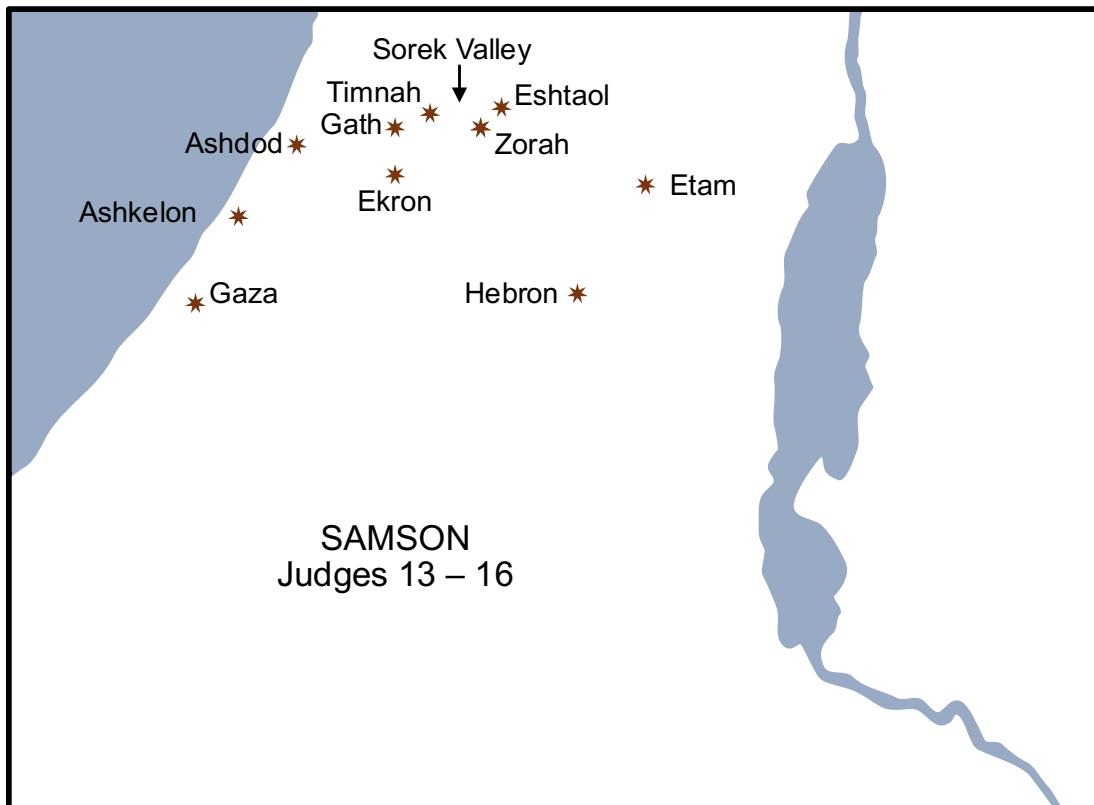 Sorek Valley
Timnah
Eshtaol
Gath
Ashdod
Zorah
Ekron
Etam
Ashkelon
Gaza
Hebron
SAMSON
Judges 13 – 16